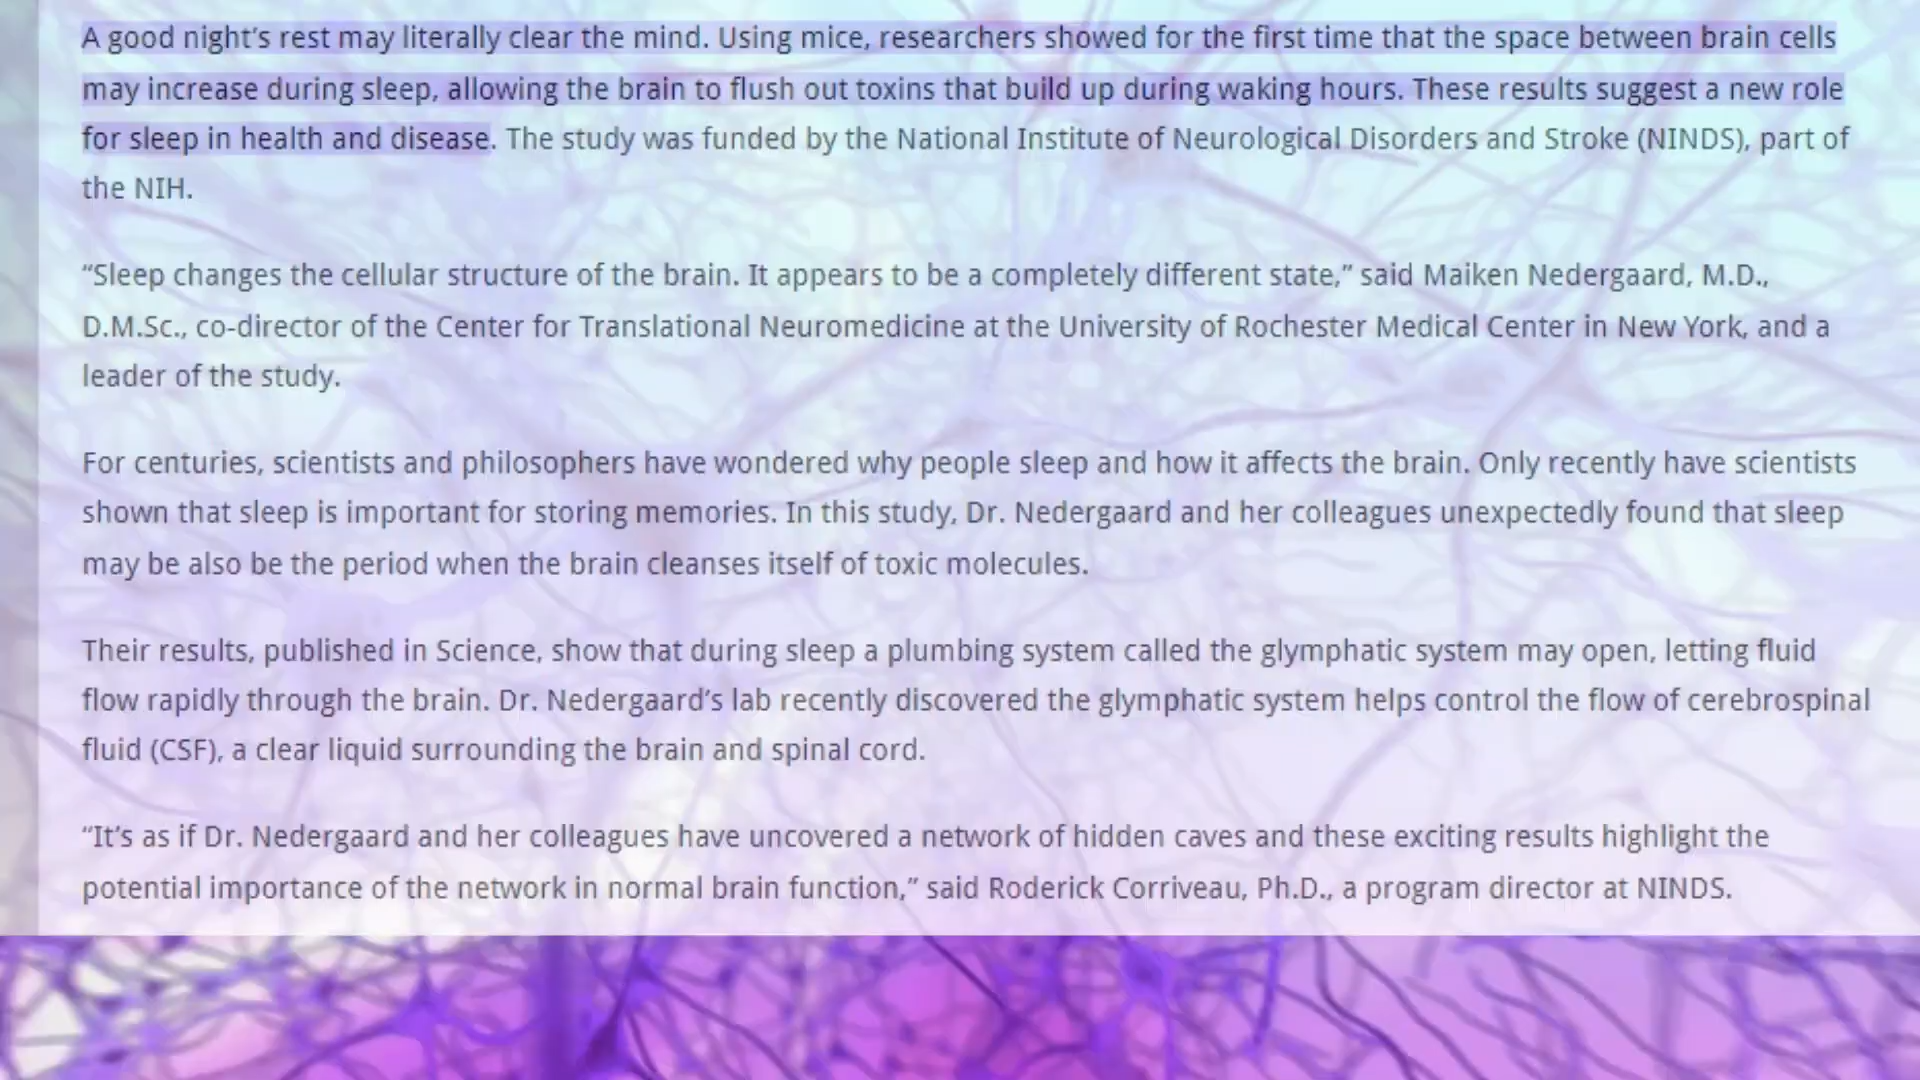 A good night’s rest may literally clear the mind. Using mice, researchers showed for the first time that the space between brain cells
may increase during sleep, allowing the brain to flush out toxins that build up during waking hours. These results suggest a new role
for sleep in health and disease. The study was funded by the National Institute of Neurological Disorders and Stroke (NINDS), part of
the NIH.
“Sleep changes the cellular structure of the brain. It appears to be a completely different state,” said Maiken Nedergaard, M.D.,
D.M.Sc., co-director of the Center for Translational Neuromedicine at the University of Rochester Medical Center in New York, and a
leader of the study.
For centuries, scientists and philosophers have wondered why people sleep and how it affects the brain. Only recently have scientists
shown that sleep is important for storing memories. In this study, Dr. Nedergaard and her colleagues unexpectedly found that sleep
may be also be the period when the brain cleanses itself of toxic molecules.
Their results, published in Science, show that during sleep a plumbing system called the glymphatic system may open, letting fluid
flow rapidly through the brain. Dr. Nedergaard’s lab recently discovered the glymphatic system helps control the flow of cerebrospinal
fluid (CSF), a clear liquid surrounding the brain and spinal cord.
“It’s as if Dr. Nedergaard and her colleagues have uncovered a network of hidden caves and these exciting results highlight the
potential importance of the network in normal brain function,” said Roderick Corriveau, Ph.D., a program director at NINDS.